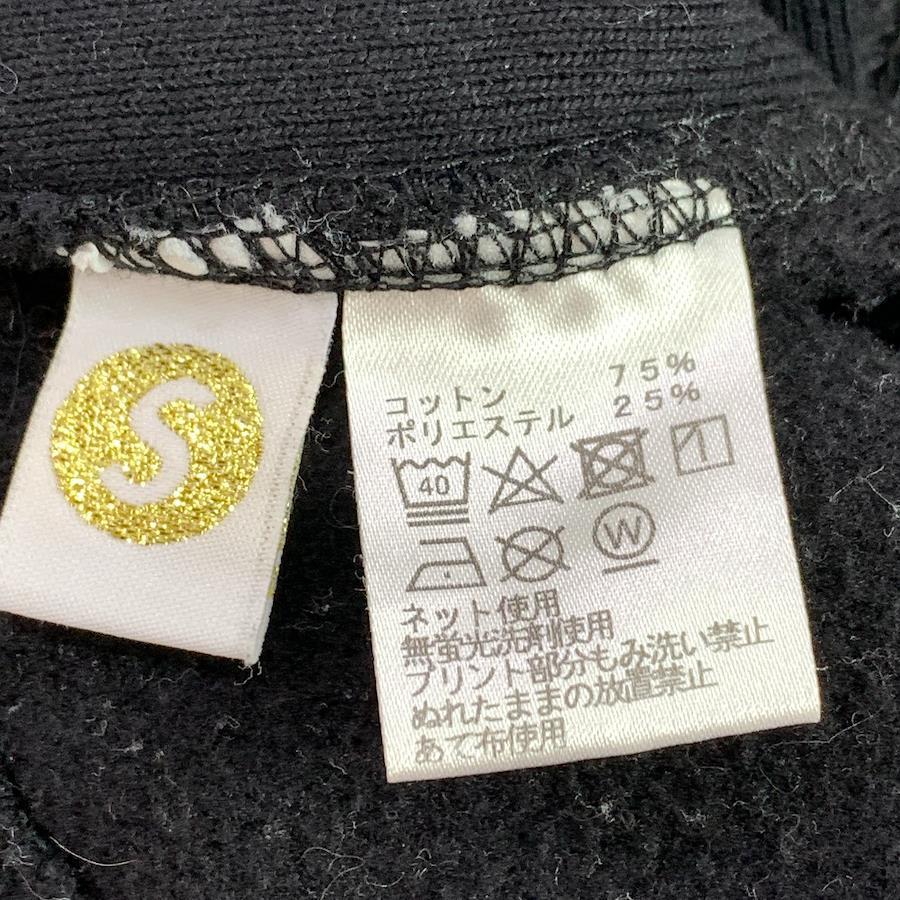 S
コットン 75%
ポリエステル 25%
40
W
ネット使用
無蛍光洗剤使用
プリント部分もみ洗い禁止
ぬれたままの放置禁止
あて布使用